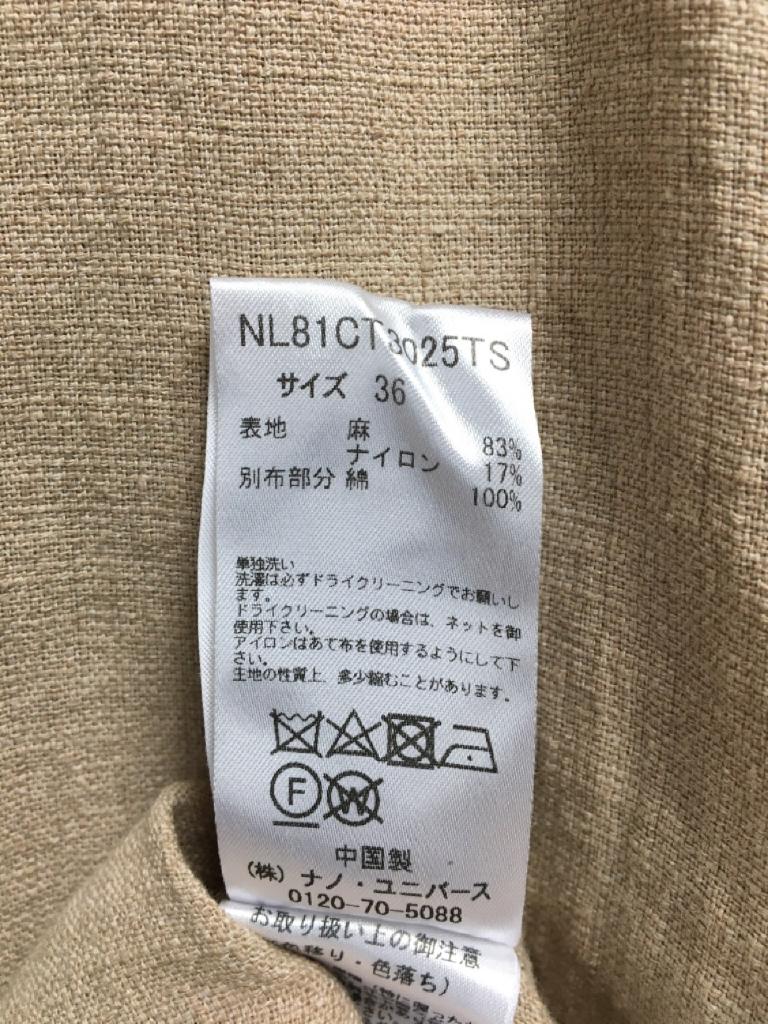 NL81CT3025TS
サイズ 36
表地 麻 83%
ナイロン 17%
別布部分 綿 100%
単独洗い
洗濯は必ずドライクリーニングでお願いし
ます。
ドライクリーニングの場合は、ネットを御
使用下さい。
アイロンはあて布を使用するようにして下
さい。
生地の性質上、多少縮むことがあります。
F W
中国製
(株) ナノ・ユニバース
0120-70-5088
お取り扱い上の御注意
色移り・色落ち)